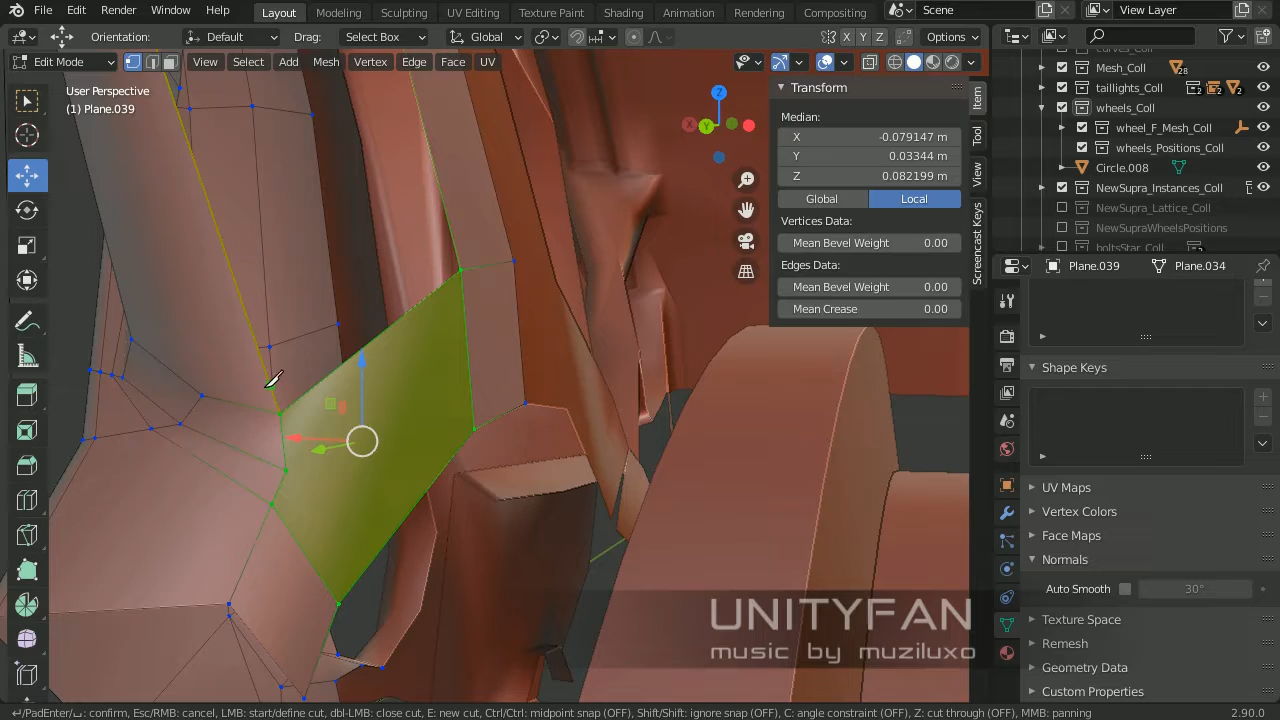 File Edit Render Window Help Layout Modeling Sculpting UV Editing Texture Paint Shading Animation Rendering Compositing Scene View Layer
Orientation: Default Drag: Select Box Global X Y Z Options
Edit Mode View Select Add Mesh Vertex Edge Face UV
User Perspective
(1) Plane.039
Z
X
Y
Transform
Median:
X -0.079147 m
Y 0.03344 m
Z 0.082199 m
Global Local
Vertices Data:
Mean Bevel Weight 0.00
Edges Data:
Mean Bevel Weight 0.00
Mean Crease 0.00
Item
Tool
View
Screencast Keys
curves_Coll
Mesh_Coll 28
taillights_Coll 2 2 2
wheels_Coll
wheel_F_Mesh_Coll
wheels_Positions_Coll
Circle.008
NewSupra_Instances_Coll
NewSupra_Lattice_Coll
NewSupraWheelsPositions
boltsStar_Coll
Plane.039 Plane.034
Shape Keys
UV Maps
Vertex Colors
Face Maps
Normals
Auto Smooth 30°
Texture Space
Remesh
Geometry Data
Custom Properties
UNITYFAN
music by muziluxo
↵/PadEnter/⎵: confirm, Esc/RMB: cancel, LMB: start/define cut, dbl-LMB: close cut, E: new cut, Ctrl/Ctrl: midpoint snap (OFF), Shift/Shift: ignore snap (OFF), C: angle constraint (OFF), Z: cut through (OFF), MMB: panning 2.90.0